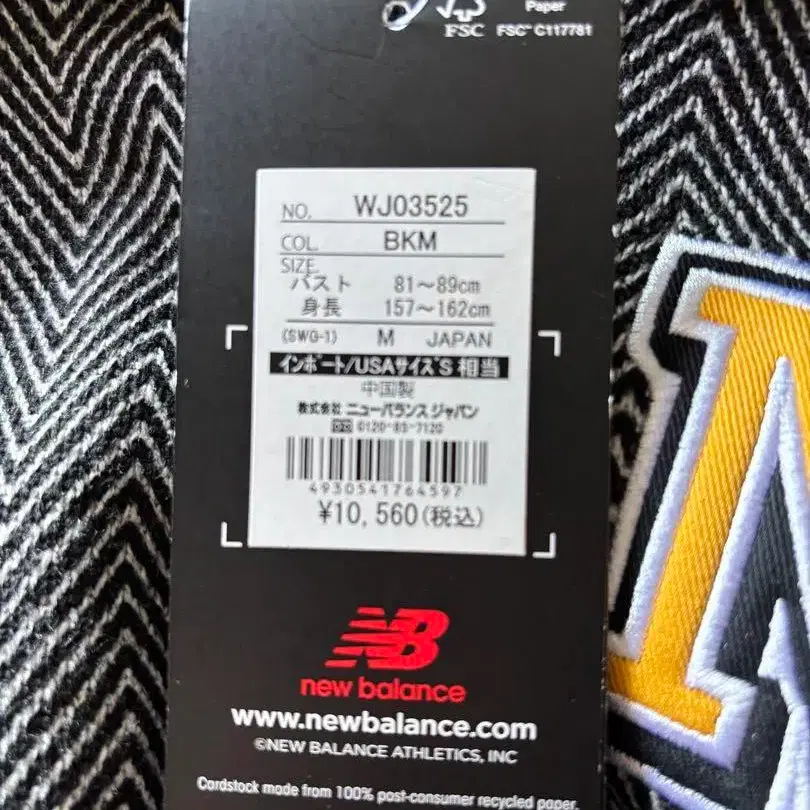 Paper
FSC FSC™ C117781
NO. WJ03525
COL. BKM
SIZE.
バスト 81~89cm
身長 157~162cm
(SWG-1) M JAPAN
インポート/USAサイズS 相当
中国製
株式会社 ニューバランス ジャパン
0120-85-7120
4930541764597
¥10,560(税込)
NB
new balance
www.newbalance.com
©NEW BALANCE ATHLETICS, INC
Cardstock made from 100% post-consumer recycled paper.